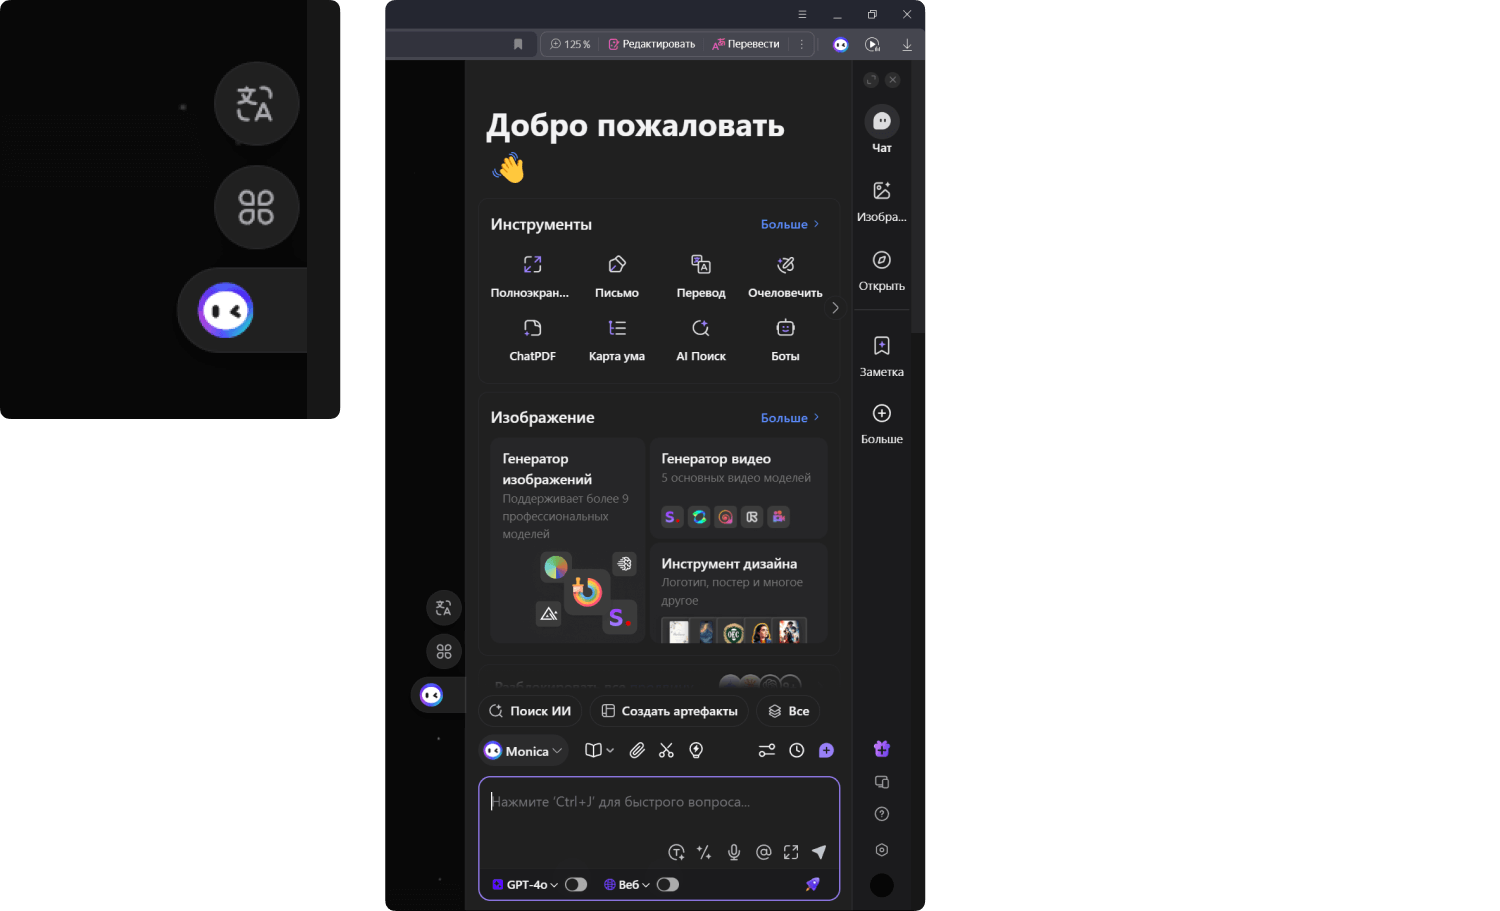 125 %
Редактировать
Перевести
Добро пожаловать
Чат
Изобра...
Открыть
Заметка
Больше
Инструменты
Больше
Полноэкран...
Письмо
Перевод
Очеловечить
ChatPDF
Карта ума
AI Поиск
Боты
Изображение
Больше
Генератор
изображений
Поддерживает более 9
профессиональных
моделей
Генератор видео
5 основных видео моделей
Инструмент дизайна
Логотип, постер и многое
другое
Поиск ИИ
Создать артефакты
Все
Monica
Нажмите 'Ctrl+J' для быстрого вопроса...
GPT-4o
Веб